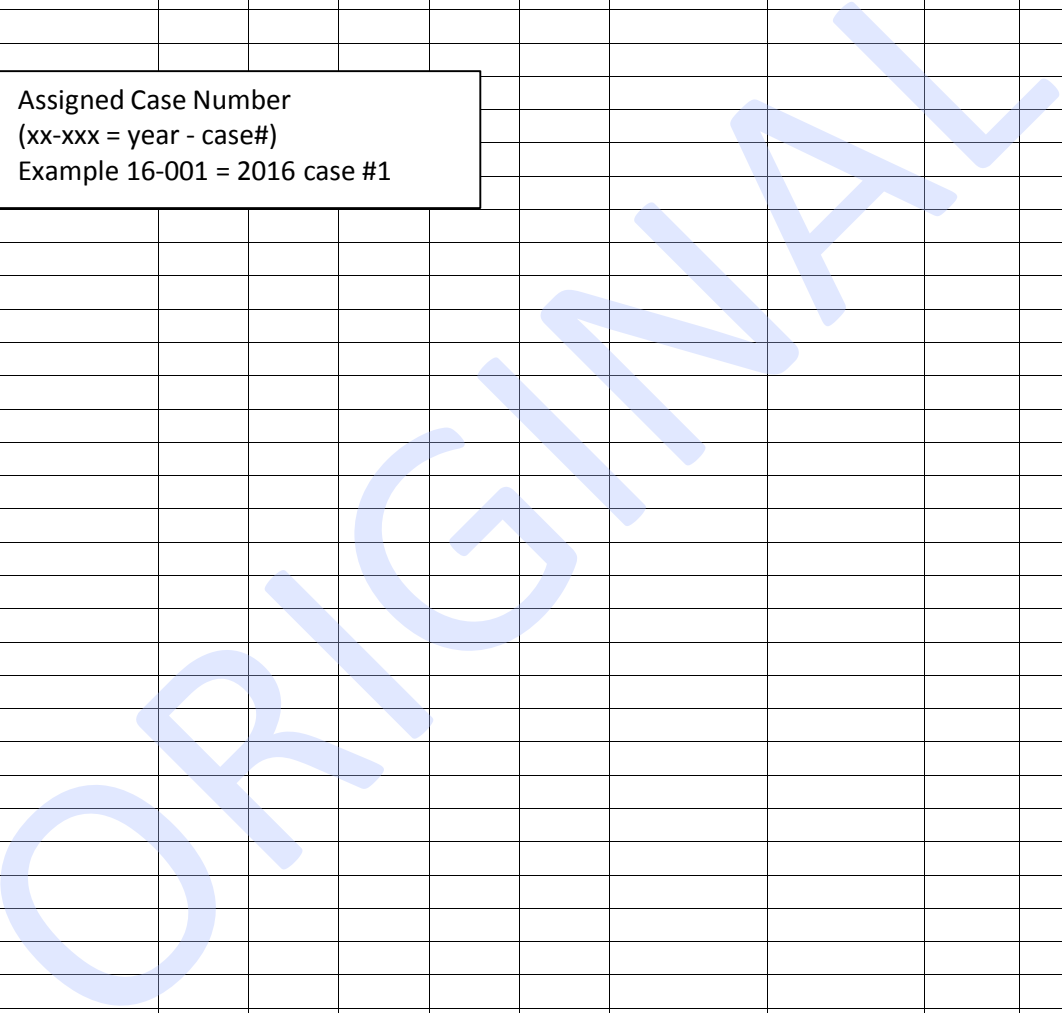 Assigned Case Number
(xx-xxx = year - case#)
Example 16-001 = 2016 case #1
ORIGINAL